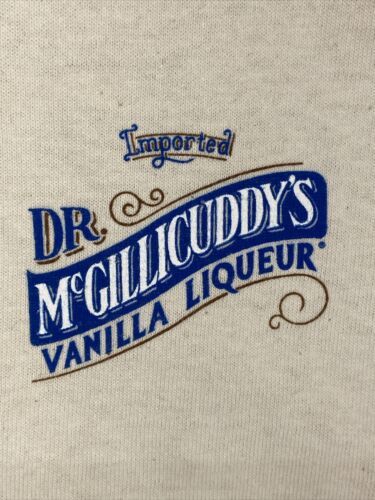 Imported
DR.
McGILLICUDDY'S
VANILLA LIQUEUR